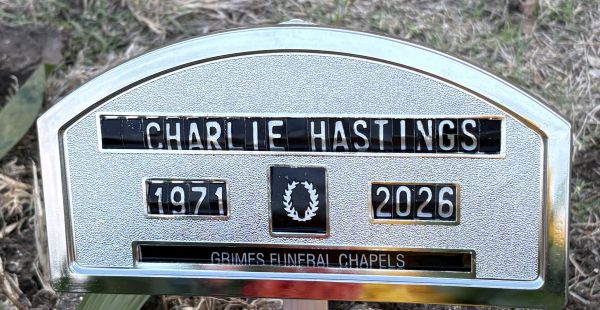 CHARLIE HASTINGS
1971 2026
GRIMES FUNERAL CHAPELS